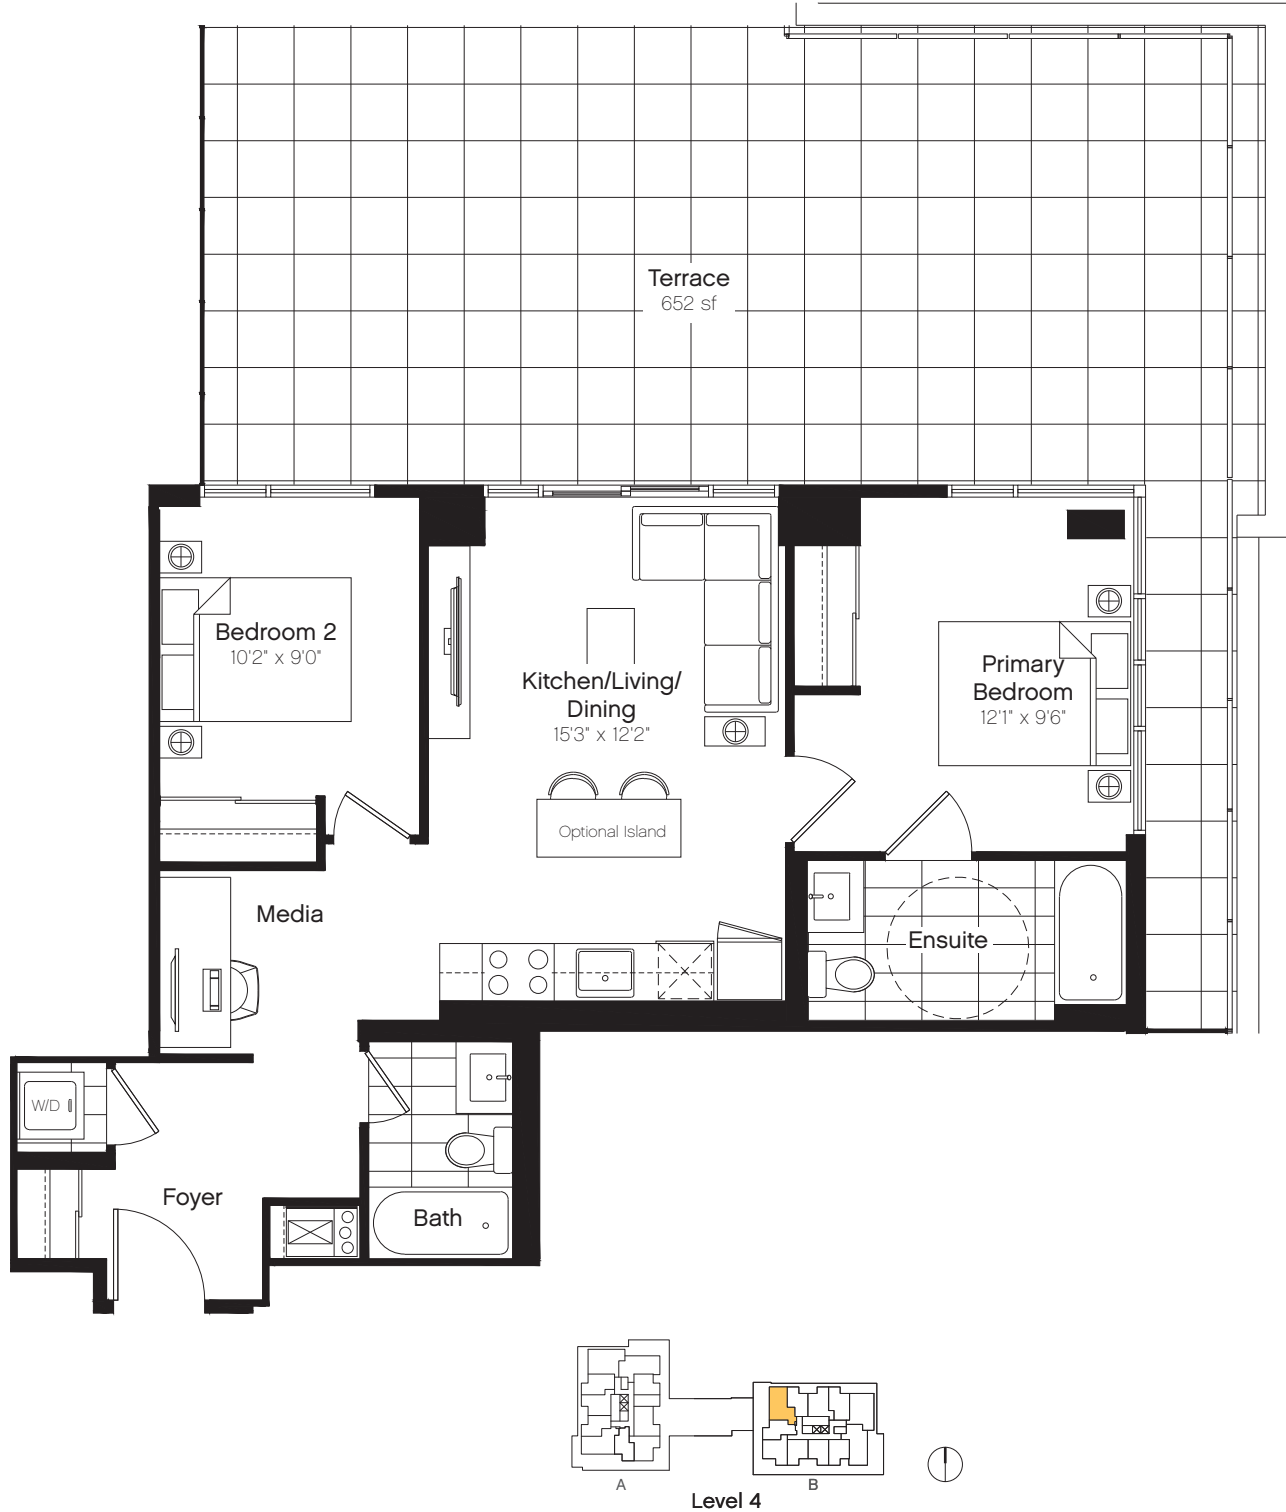 Terrace
652 sf
Bedroom 2
10'2" x 9'0"
Kitchen/Living/
Dining
15'3" x 12'2"
Primary
Bedroom
12'1" x 9'6"
Optional Island
Media
Ensuite
W/D
Foyer
Bath
A
B
Level 4